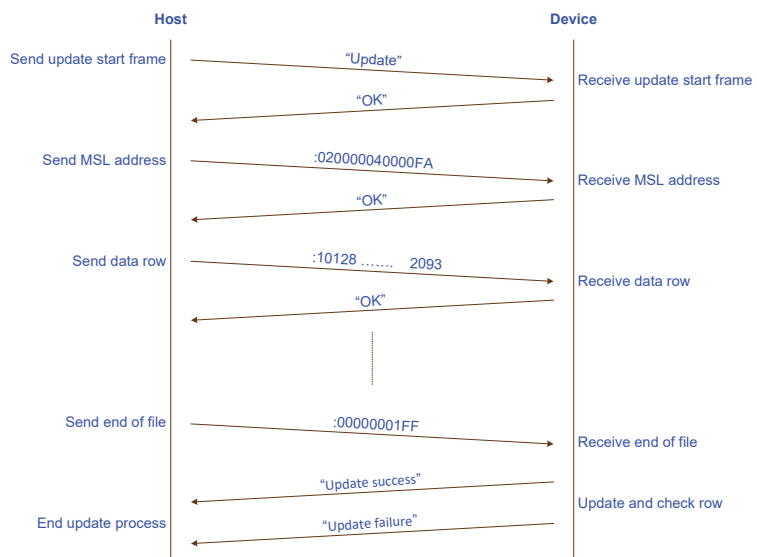 Host
Device
Send update start frame
“Update”
Receive update start frame
“OK”
Send MSL address
:020000040000FA
Receive MSL address
“OK”
Send data row
:10128 ....... 2093
Receive data row
“OK”
Send end of file
:00000001FF
Receive end of file
“Update success”
Update and check row
End update process
“Update failure”